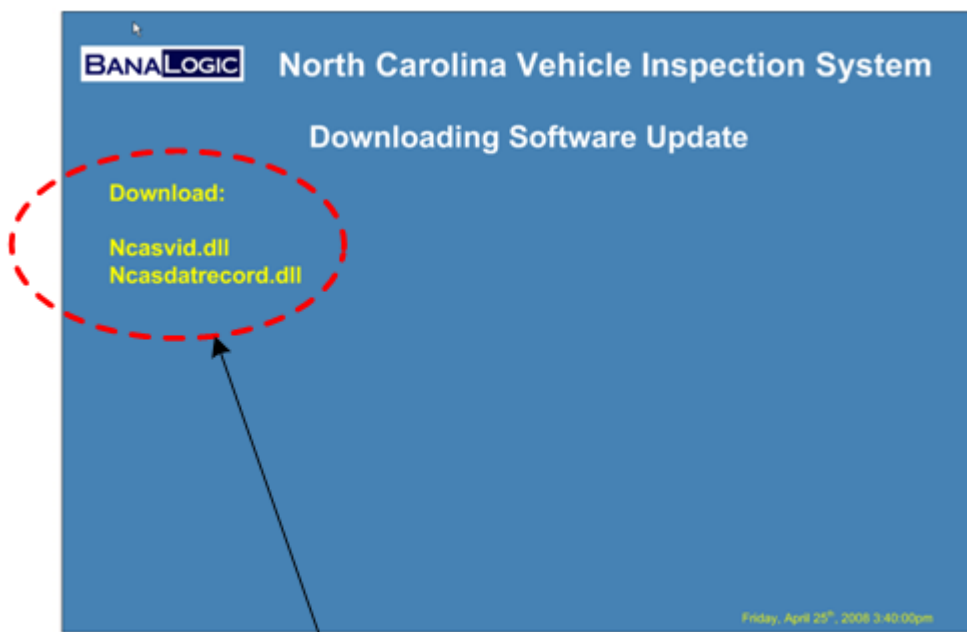 BANALOGIC North Carolina Vehicle Inspection System
Downloading Software Update
Download:
Ncasvid.dll
Ncasdatrecord.dll
Friday, April 25th, 2008 3:40:00pm